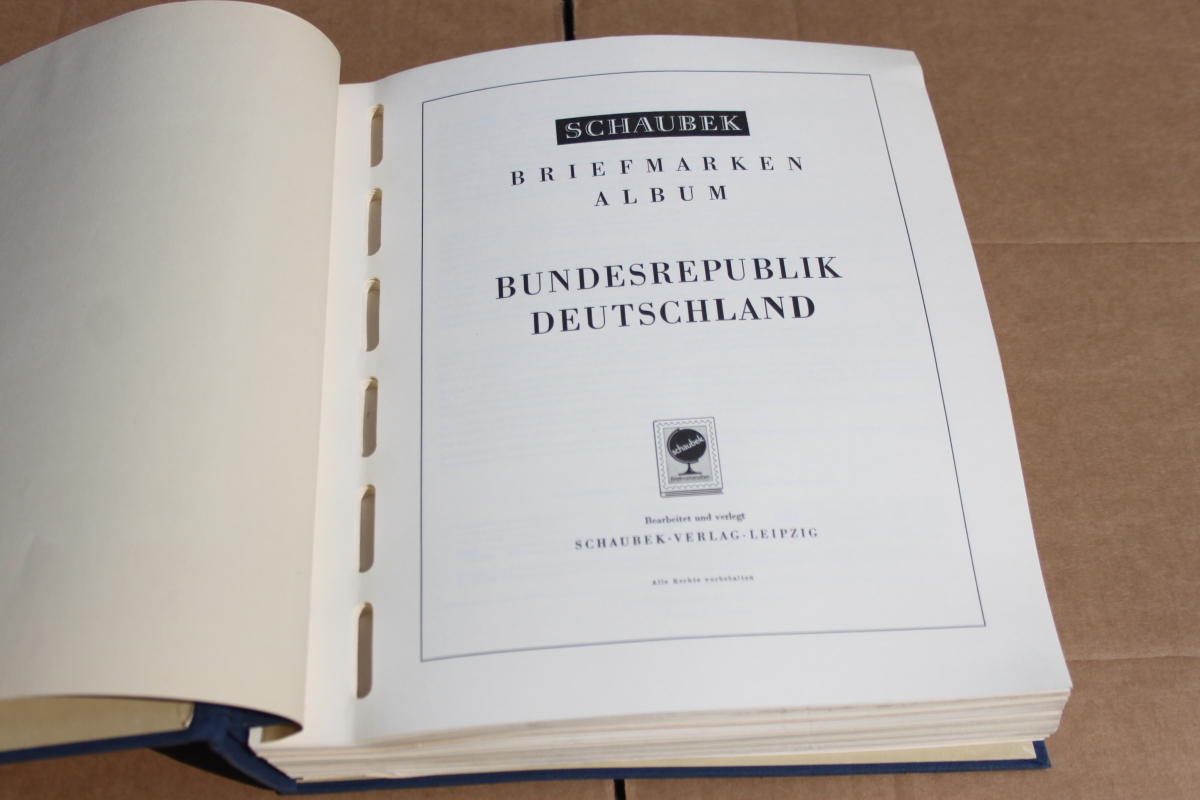 SCHAUBEK
BRIEFMARKEN
ALBUM
BUNDESREPUBLIK
DEUTSCHLAND
schaubek
Bearbeitet und verlegt
SCHAUBEK·VERLAG·LEIPZIG
Alle Rechte vorbehalten